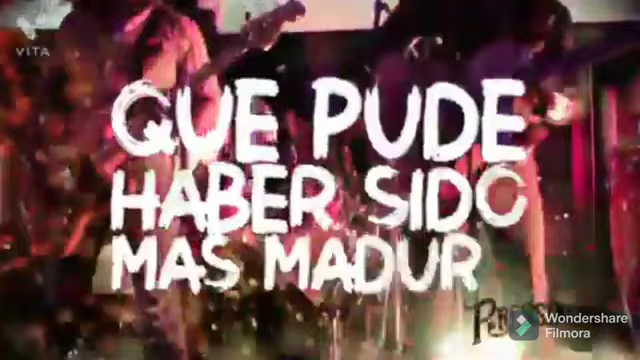 VITA
QUE PUDE
HABER SIDO
MAS MADUR
Wondershare
Filmora